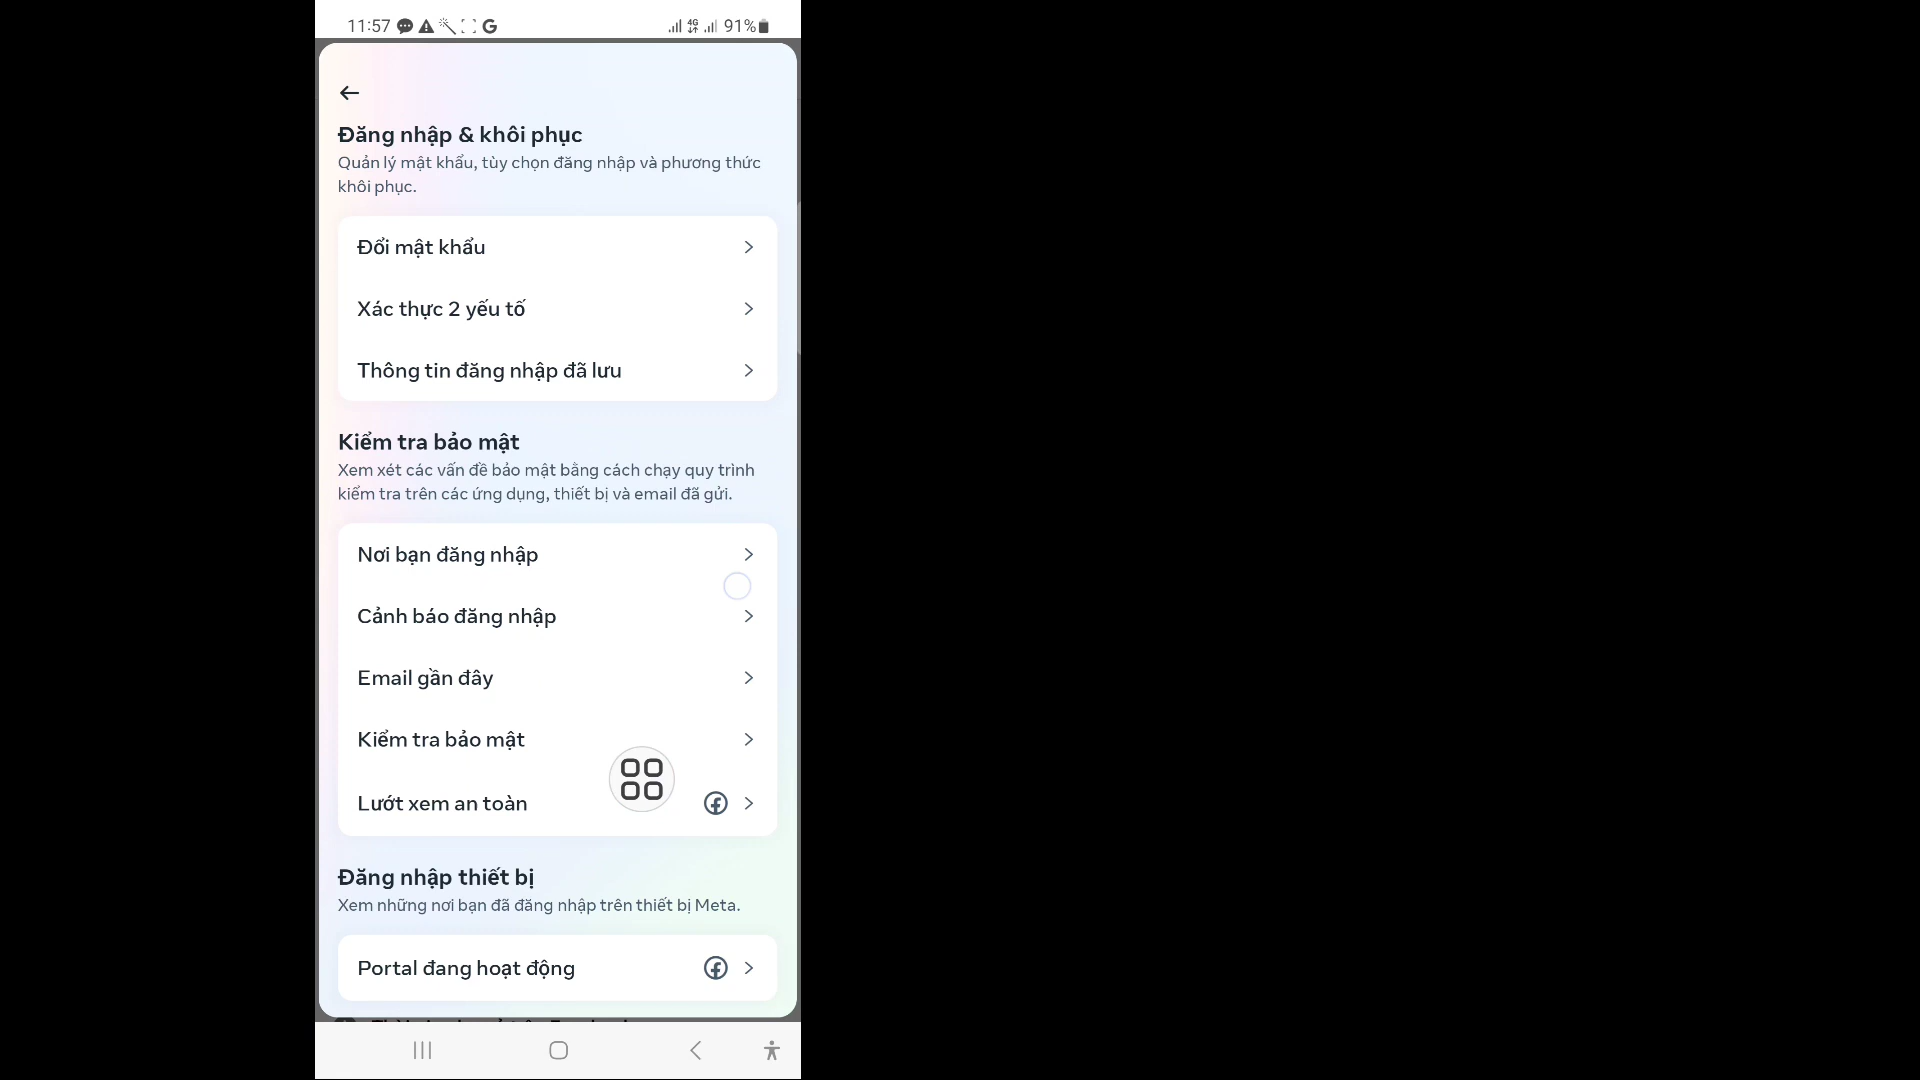 11:57
4G
91%
Đăng nhập & khôi phục
Quản lý mật khẩu, tùy chọn đăng nhập và phương thức
khôi phục.
Đổi mật khẩu
Xác thực 2 yếu tố
Thông tin đăng nhập đã lưu
Kiểm tra bảo mật
Xem xét các vấn đề bảo mật bằng cách chạy quy trình
kiểm tra trên các ứng dụng, thiết bị và email đã gửi.
Nơi bạn đăng nhập
Cảnh báo đăng nhập
Email gần đây
Kiểm tra bảo mật
Lướt xem an toàn
Đăng nhập thiết bị
Xem những nơi bạn đã đăng nhập trên thiết bị Meta.
Portal đang hoạt động